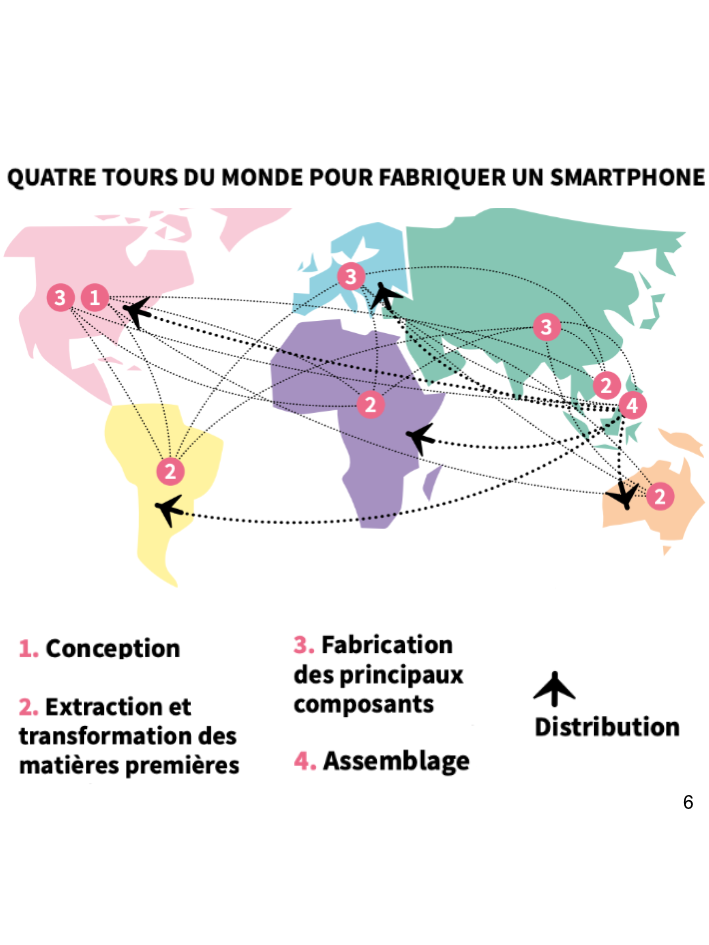 QUATRE TOURS DU MONDE POUR FABRIQUER UN SMARTPHONE
3
3
1
3
2
2
4
2
2
1. Conception
2. Extraction et
transformation des
matières premières
3. Fabrication
des principaux
composants
4. Assemblage
Distribution
6